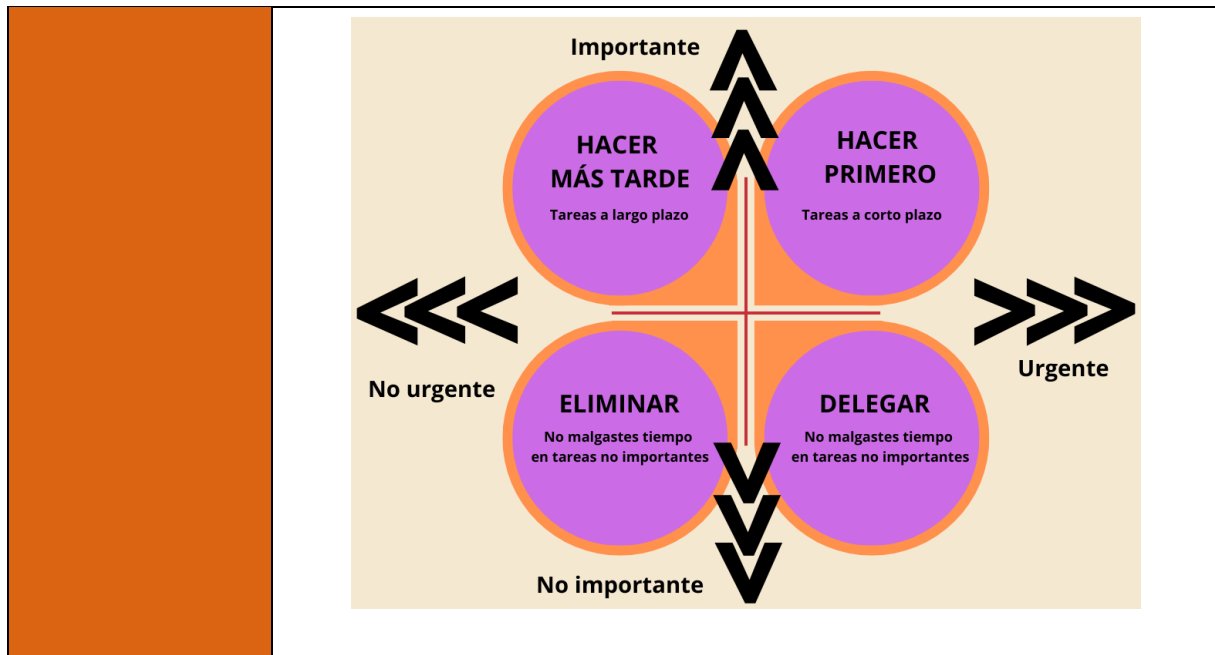 Importante
HACER
MÁS TARDE
Tareas a largo plazo
HACER
PRIMERO
Tareas a corto plazo
No urgente
Urgente
ELIMINAR
No malgastes tiempo
en tareas no importantes
DELEGAR
No malgastes tiempo
en tareas no importantes
No importante